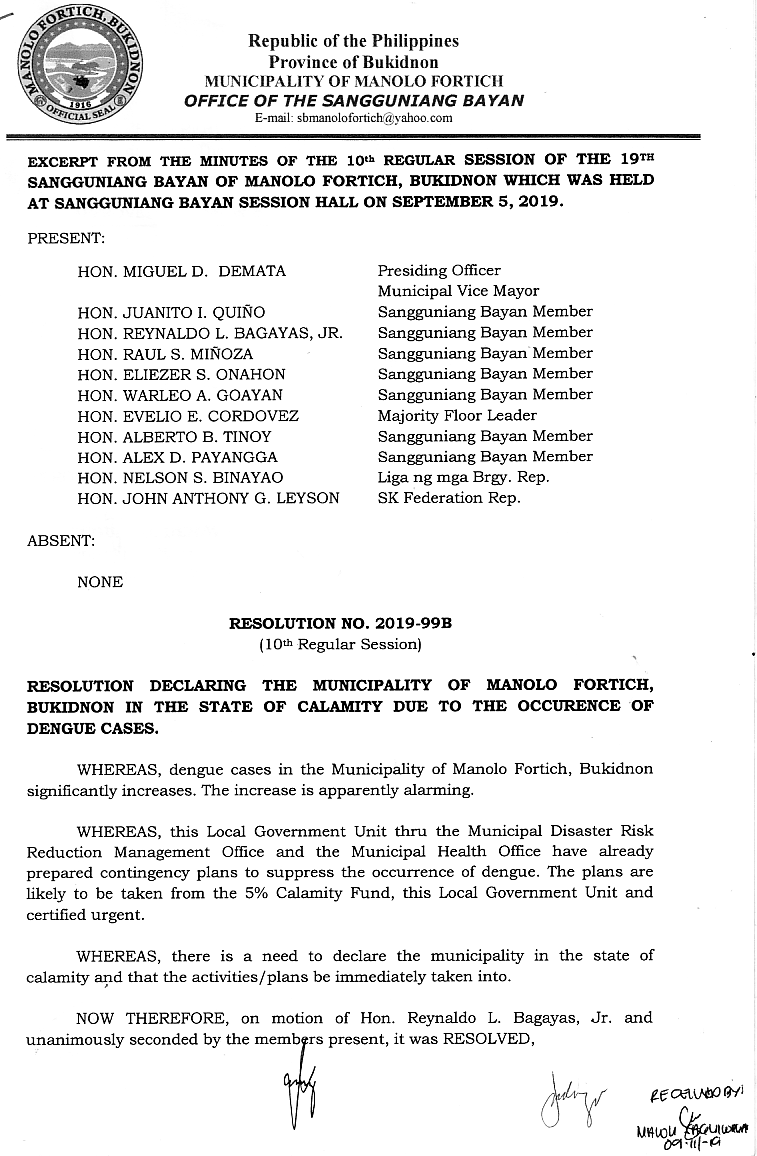 MANOLO FORTICH, BUKIDNON
1916
OFFICIAL SEAL
Republic of the Philippines
Province of Bukidnon
MUNICIPALITY OF MANOLO FORTICH
OFFICE OF THE SANGGUNIANG BAYAN
E-mail: sbmanolofortich@yahoo.com
EXCERPT FROM THE MINUTES OF THE 10th REGULAR SESSION OF THE 19TH
SANGGUNIANG BAYAN OF MANOLO FORTICH, BUKIDNON WHICH WAS HELD
AT SANGGUNIANG BAYAN SESSION HALL ON SEPTEMBER 5, 2019.
PRESENT:
HON. MIGUEL D. DEMATA Presiding Officer
Municipal Vice Mayor
HON. JUANITO I. QUIÑO Sangguniang Bayan Member
HON. REYNALDO L. BAGAYAS, JR. Sangguniang Bayan Member
HON. RAUL S. MIÑOZA Sangguniang Bayan Member
HON. ELIEZER S. ONAHON Sangguniang Bayan Member
HON. WARLEO A. GOAYAN Sangguniang Bayan Member
HON. EVELIO E. CORDOVEZ Majority Floor Leader
HON. ALBERTO B. TINOY Sangguniang Bayan Member
HON. ALEX D. PAYANGGA Sangguniang Bayan Member
HON. NELSON S. BINAYAO Liga ng mga Brgy. Rep.
HON. JOHN ANTHONY G. LEYSON SK Federation Rep.
ABSENT:
NONE
RESOLUTION NO. 2019-99B
(10th Regular Session)
RESOLUTION DECLARING THE MUNICIPALITY OF MANOLO FORTICH,
BUKIDNON IN THE STATE OF CALAMITY DUE TO THE OCCURENCE OF
DENGUE CASES.
WHEREAS, dengue cases in the Municipality of Manolo Fortich, Bukidnon
significantly increases. The increase is apparently alarming.
WHEREAS, this Local Government Unit thru the Municipal Disaster Risk
Reduction Management Office and the Municipal Health Office have already
prepared contingency plans to suppress the occurrence of dengue. The plans are
likely to be taken from the 5% Calamity Fund, this Local Government Unit and
certified urgent.
WHEREAS, there is a need to declare the municipality in the state of
calamity and that the activities/plans be immediately taken into.
NOW THEREFORE, on motion of Hon. Reynaldo L. Bagayas, Jr. and
unanimously seconded by the members present, it was RESOLVED,
RECEIVED BY:
MALOU